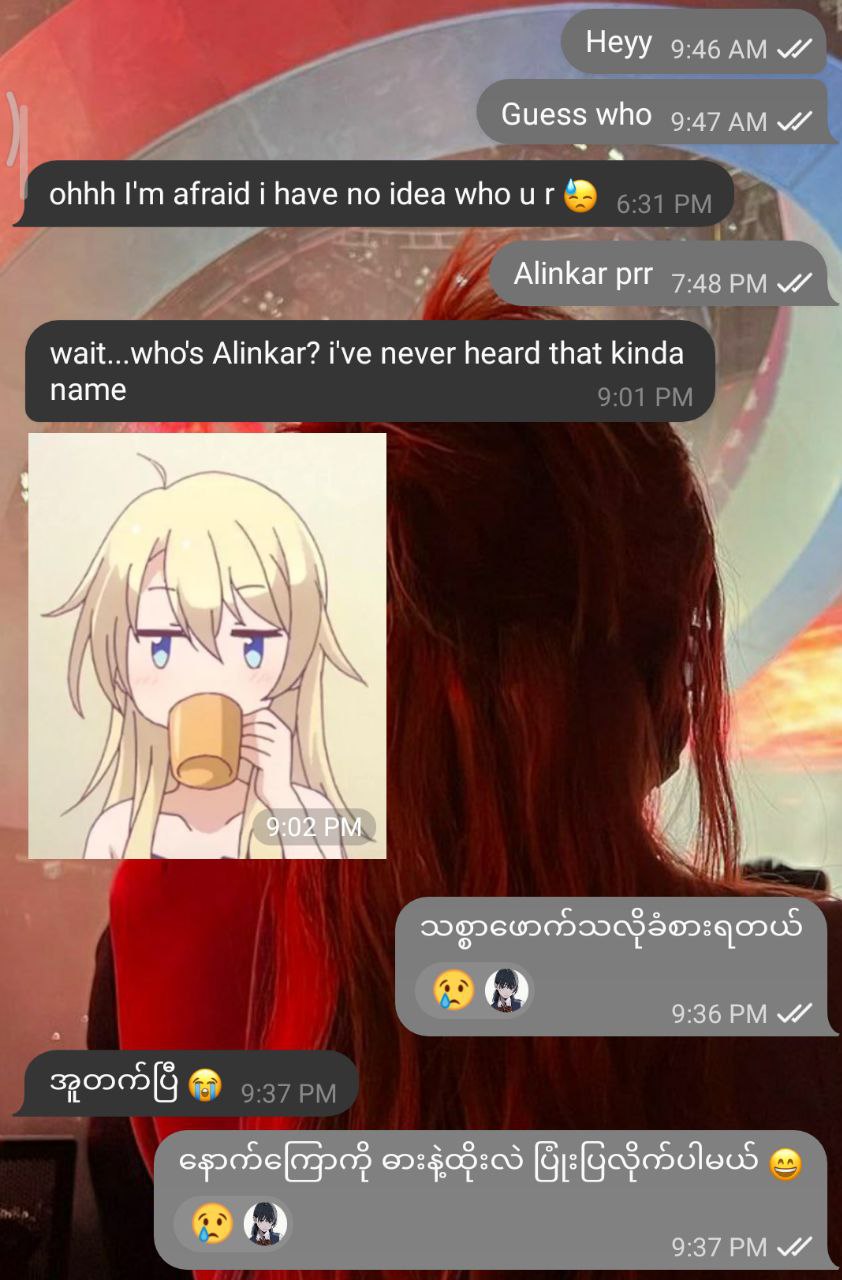 Heyy 9:46 AM
Guess who 9:47 AM
ohhh I'm afraid i have no idea who u r 😓 6:31 PM
Alinkar prr 7:48 PM
wait...who's Alinkar? i've never heard that kinda
name 9:01 PM
9:02 PM
သစ္စာဖောက်သလိုခံစားရတယ်
😢 9:36 PM
အူတက်ပြီ 😭 9:37 PM
နောက်ကြောကို ဓားနဲ့ထိုးလဲ ပြုံးပြလိုက်ပါမယ် 😄
😢 9:37 PM